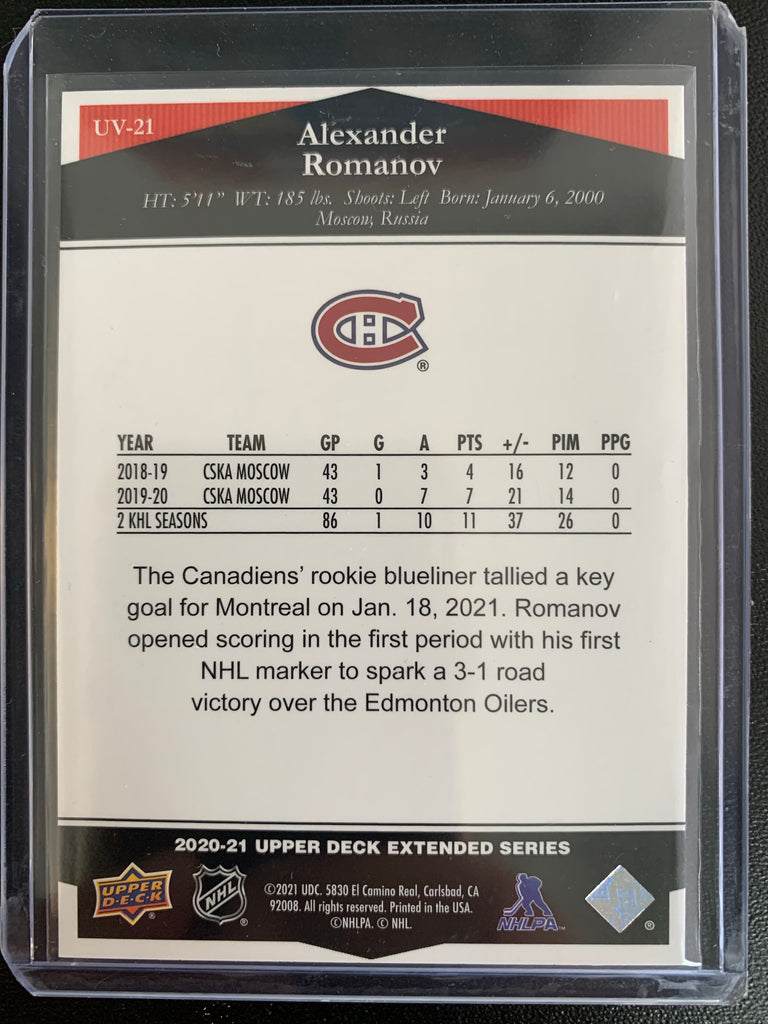 UV-21
Alexander
Romanov
HT: 5'11" WT: 185 lbs. Shoots: Left Born: January 6, 2000
Moscow, Russia
®
YEAR TEAM GP G A PTS +/- PIM PPG
2018-19 CSKA MOSCOW 43 1 3 4 16 12 0
2019-20 CSKA MOSCOW 43 0 7 7 21 14 0
2 KHL SEASONS 86 1 10 11 37 26 0
The Canadiens' rookie blueliner tallied a key
goal for Montreal on Jan. 18, 2021. Romanov
opened scoring in the first period with his first
NHL marker to spark a 3-1 road
victory over the Edmonton Oilers.
2020-21 UPPER DECK EXTENDED SERIES
UPPER
D·E·C·K
®
NHL
®
©2021 UDC. 5830 El Camino Real, Carlsbad, CA
92008. All rights reserved. Printed in the USA.
©NHLPA. © NHL.
NHLPA™
®